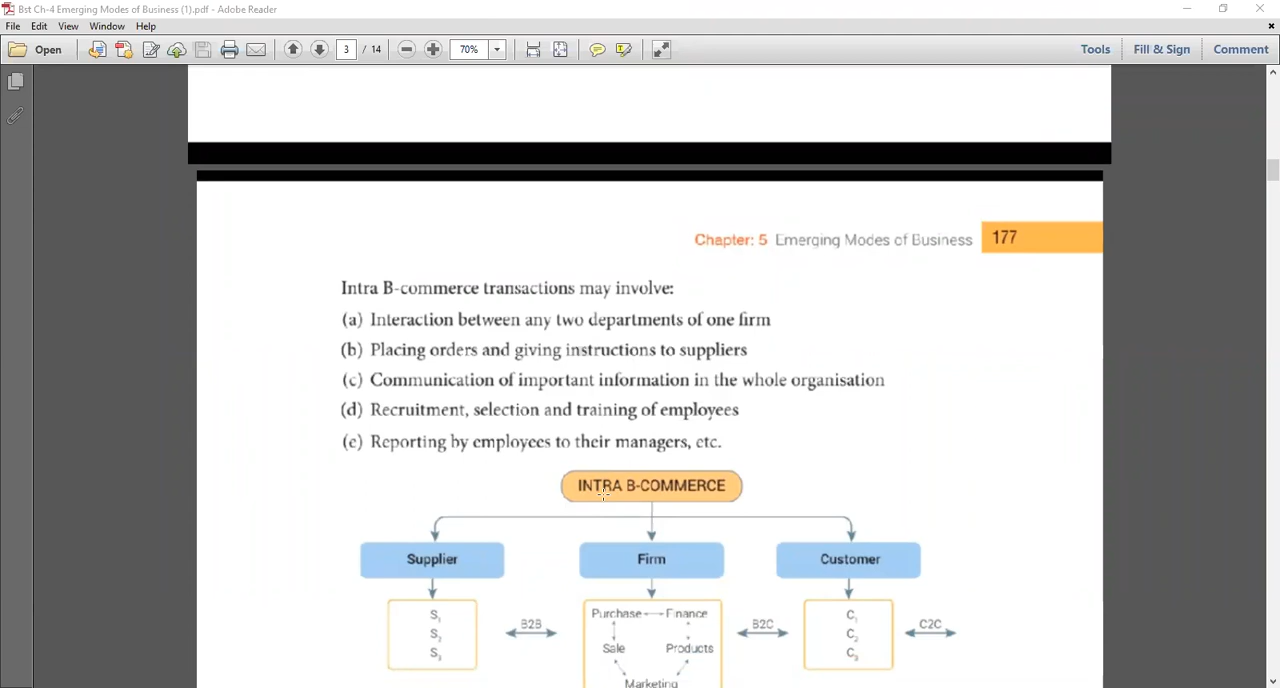 Bst Ch-4 Emerging Modes of Business (1).pdf - Adobe Reader
File Edit View Window Help
Open 3 / 14 70% Tools Fill & Sign Comment
Chapter: 5 Emerging Modes of Business 177
Intra B-commerce transactions may involve:
(a) Interaction between any two departments of one firm
(b) Placing orders and giving instructions to suppliers
(c) Communication of important information in the whole organisation
(d) Recruitment, selection and training of employees
(e) Reporting by employees to their managers, etc.
INTRA B-COMMERCE
Supplier Firm Customer
S1 Purchase Finance C1
S2 B2B B2C C2 C2C
Sale Products
S3 C3
Marketing